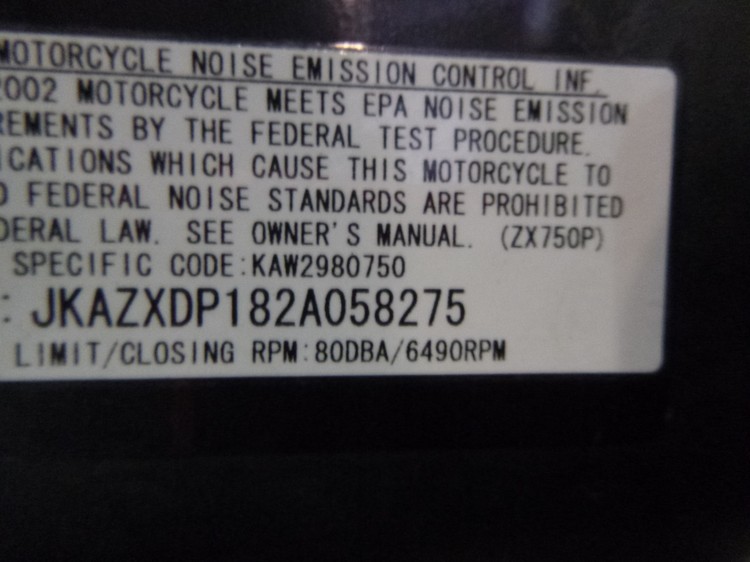 MOTORCYCLE NOISE EMISSION CONTROL INF.
2002 MOTORCYCLE MEETS EPA NOISE EMISSION
REMENTS BY THE FEDERAL TEST PROCEDURE.
ICATIONS WHICH CAUSE THIS MOTORCYCLE TO
D FEDERAL NOISE STANDARDS ARE PROHIBITED
DERAL LAW. SEE OWNER'S MANUAL. (ZX750P)
SPECIFIC CODE:KAW2980750
: JKAZXDP182A058275
LIMIT/CLOSING RPM:80DBA/6490RPM